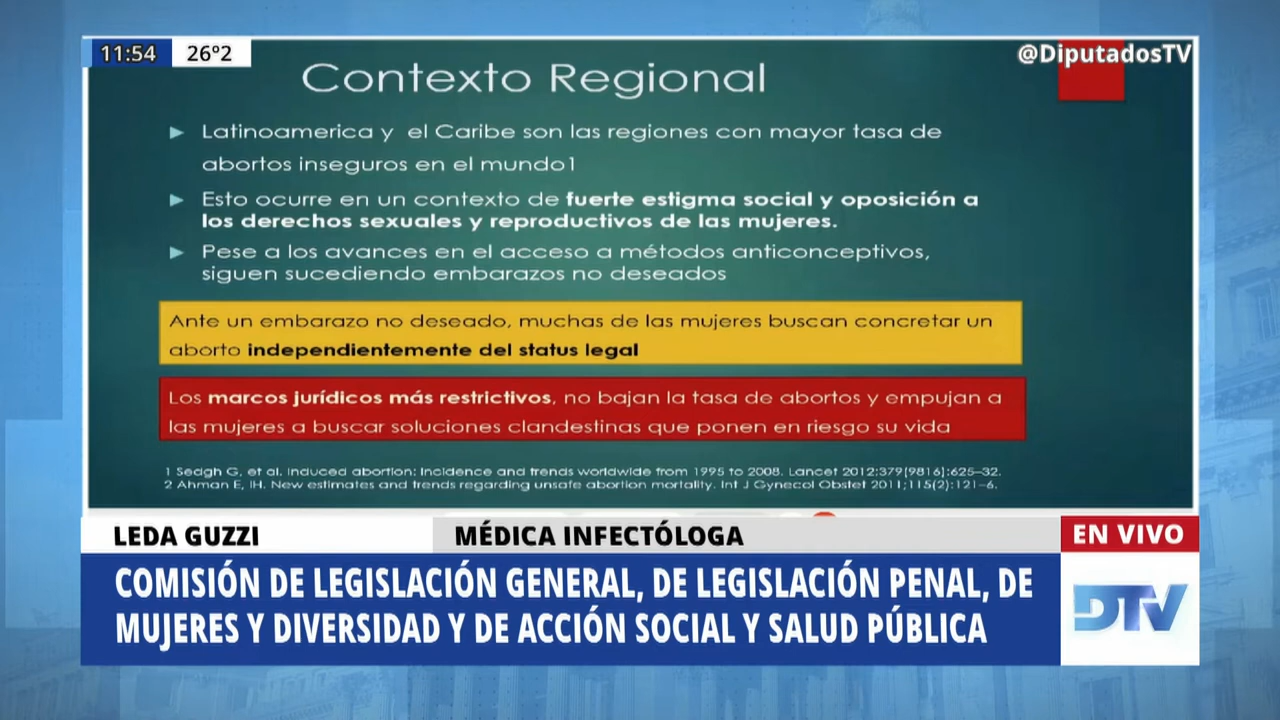 11:54 26°2
@DiputadosTV
Contexto Regional
Latinoamerica y el Caribe son las regiones con mayor tasa de
abortos inseguros en el mundo1
Esto ocurre en un contexto de fuerte estigma social y oposición a
los derechos sexuales y reproductivos de las mujeres.
Pese a los avances en el acceso a métodos anticonceptivos,
siguen sucediendo embarazos no deseados
Ante un embarazo no deseado, muchas de las mujeres buscan concretar un
aborto independientemente del status legal
Los marcos jurídicos más restrictivos, no bajan la tasa de abortos y empujan a
las mujeres a buscar soluciones clandestinas que ponen en riesgo su vida
1 Sedgh G, et al. Induced abortion: Incidence and trends worldwide from 1995 to 2008. Lancet 2012;379(9816):625–32.
2 Ahman E, IH. New estimates and trends regarding unsafe abortion mortality. Int J Gynecol Obstet 2011;115(2):121–6.
LEDA GUZZI MÉDICA INFECTÓLOGA
EN VIVO
COMISIÓN DE LEGISLACIÓN GENERAL, DE LEGISLACIÓN PENAL, DE
MUJERES Y DIVERSIDAD Y DE ACCIÓN SOCIAL Y SALUD PÚBLICA
DTV